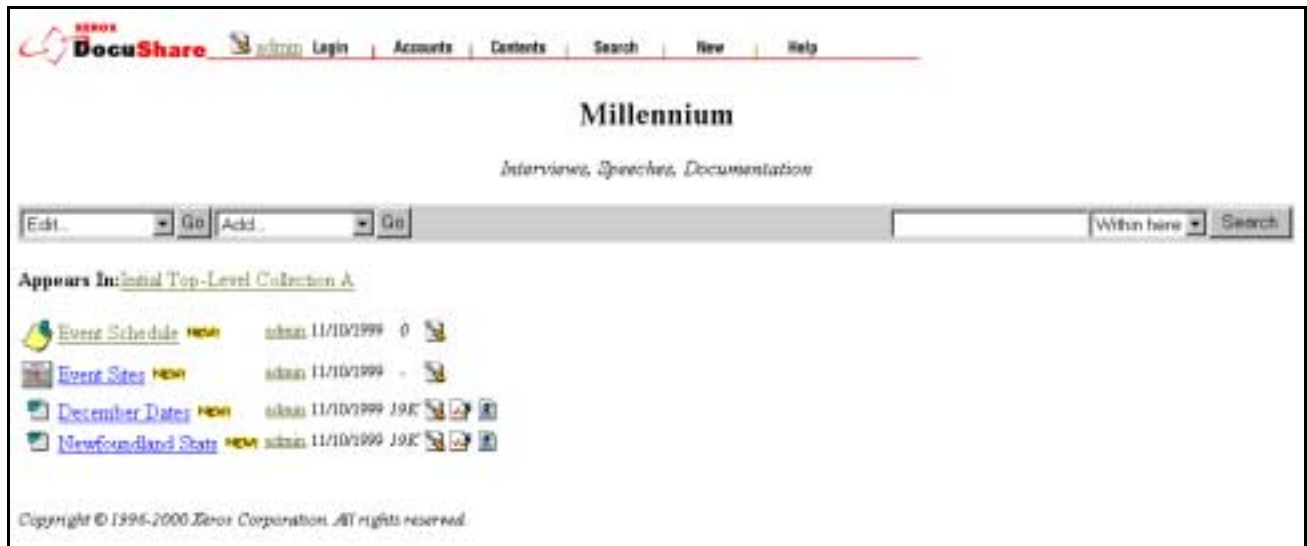 XEROX
DocuShare admin Login Accounts Contents Search New Help
Millennium
Interviews, Speeches, Documentation
Edit... Go Add... Go Within here Search
Appears In: Initial Top-Level Collection A
Event Schedule NEW! admin 11/10/1999 0
Event Sites NEW! admin 11/10/1999 -
December Dates NEW! admin 11/10/1999 19K
Newfoundland Stats NEW! admin 11/10/1999 19K
Copyright © 1996-2000 Xerox Corporation. All rights reserved.